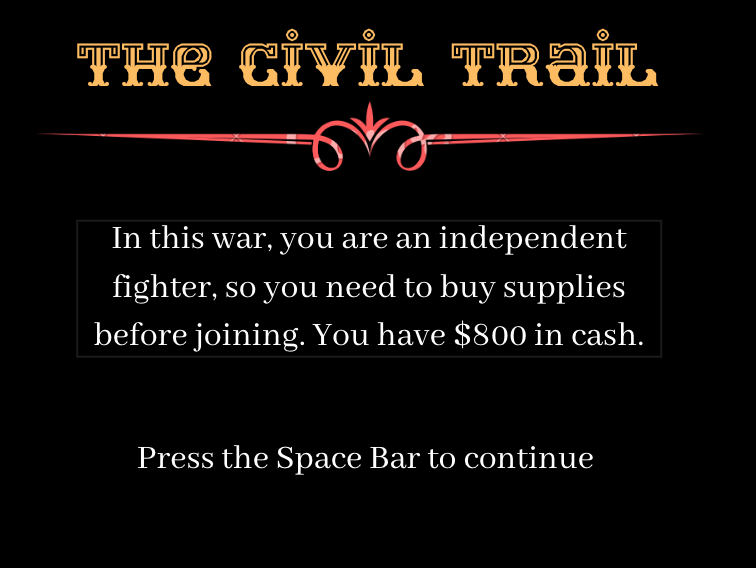 THe CiViL TRaiL
In this war, you are an independent
fighter, so you need to buy supplies
before joining. You have $800 in cash.
Press the Space Bar to continue